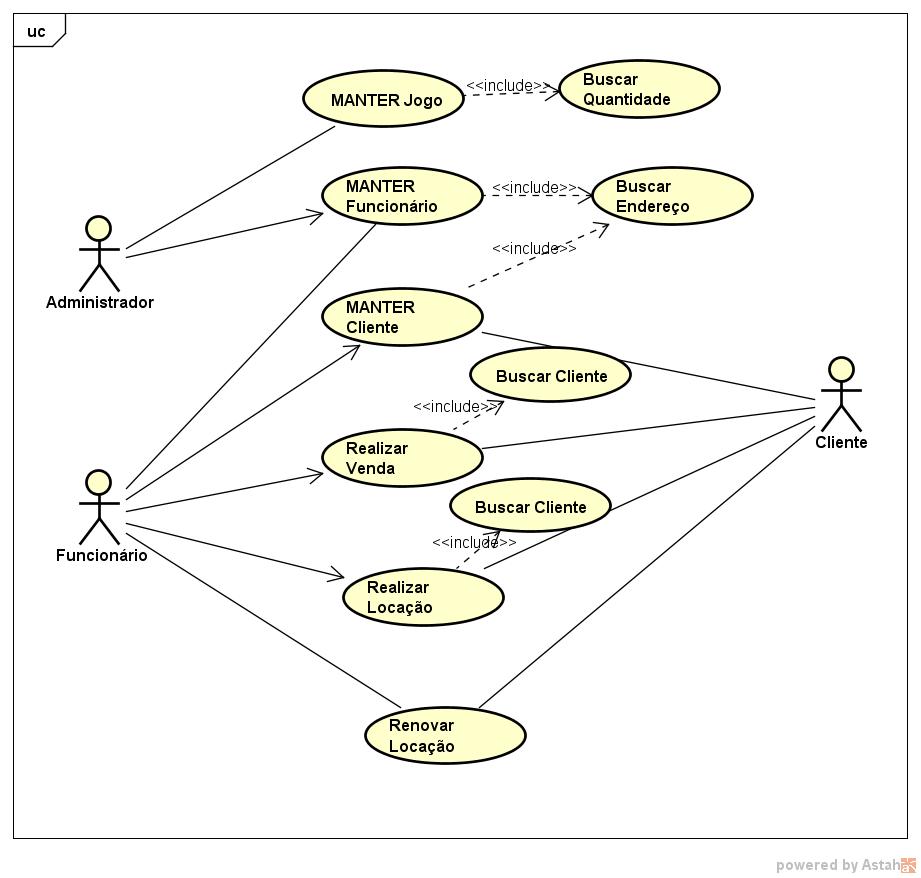 uc
MANTER Jogo
<<include>>
Buscar
Quantidade
MANTER
Funcionário
<<include>>
Buscar
Endereço
<<include>>
Administrador
MANTER
Cliente
Buscar Cliente
<<include>>
Cliente
Realizar
Venda
Buscar Cliente
<<include>>
Funcionário
Realizar
Locação
Renovar
Locação
powered by Astah